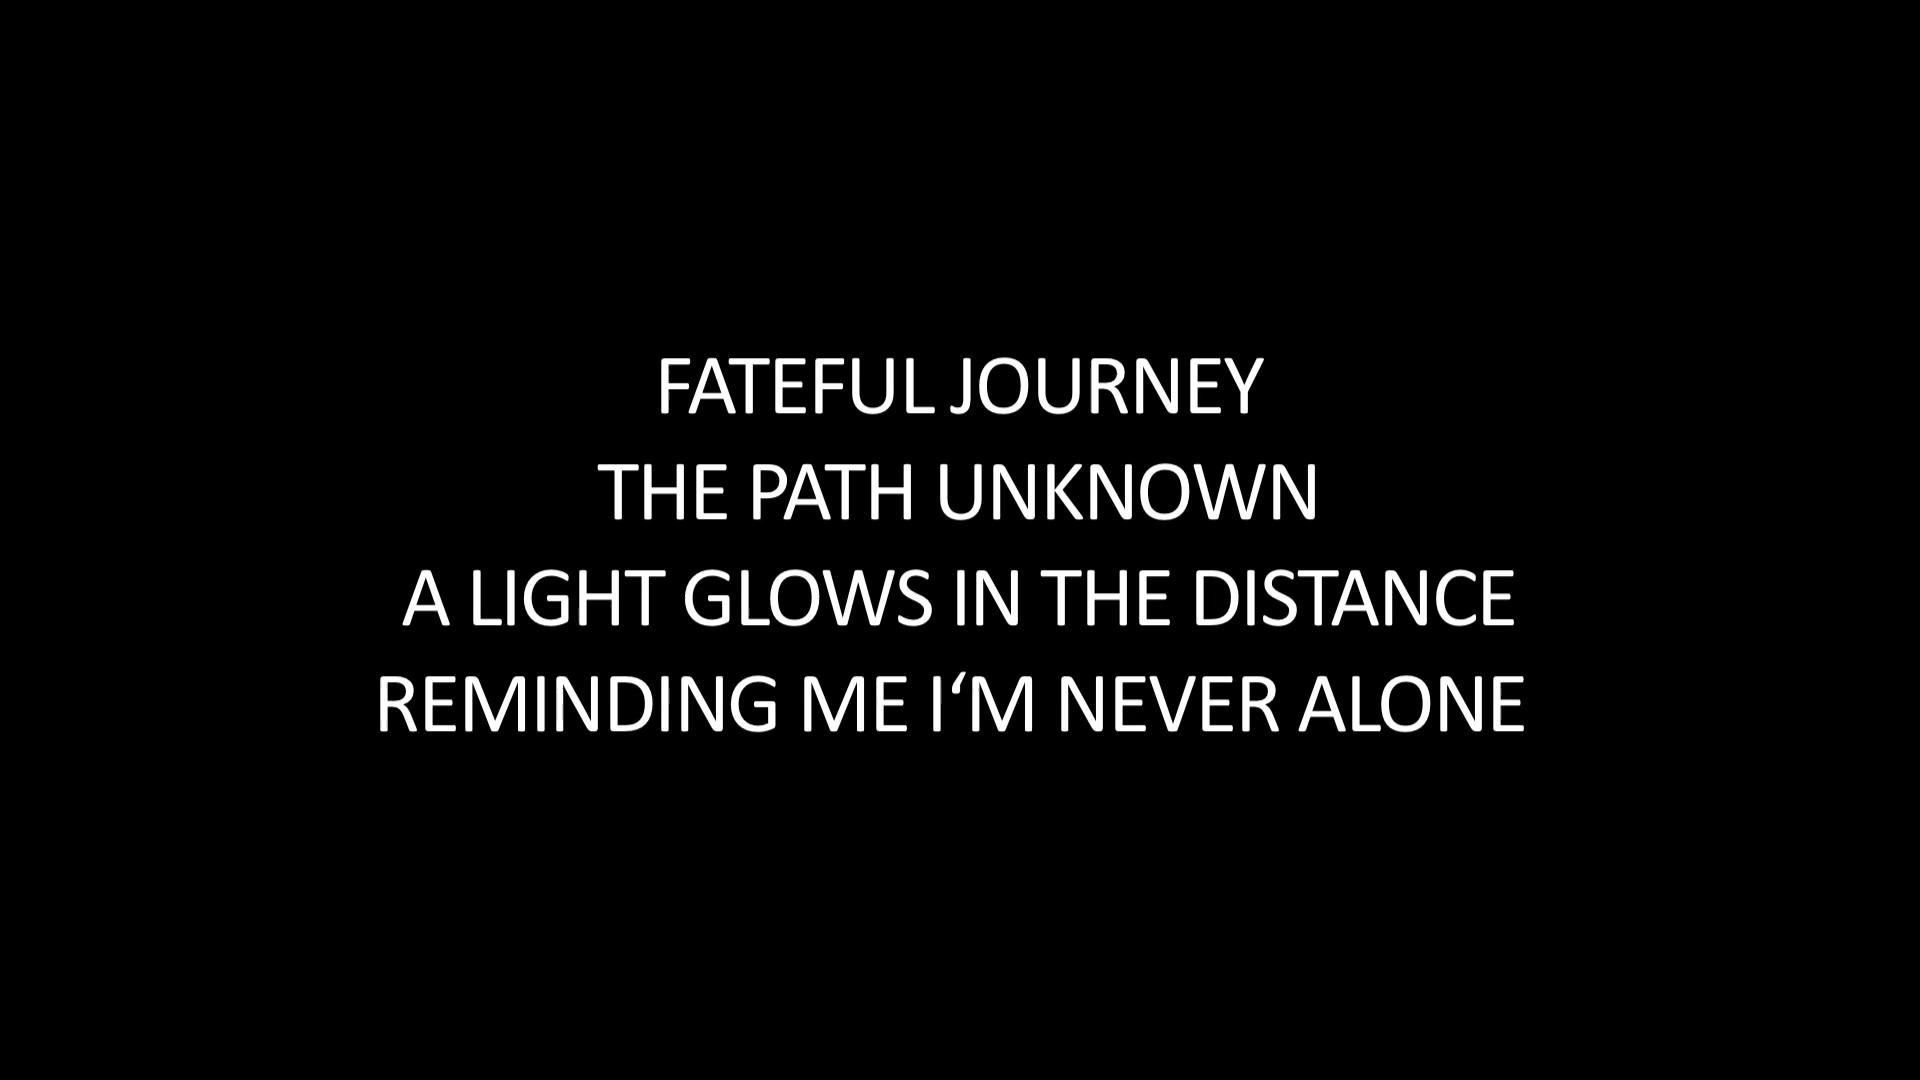 FATEFUL JOURNEY
THE PATH UNKNOWN
A LIGHT GLOWS IN THE DISTANCE
REMINDING ME I‘M NEVER ALONE